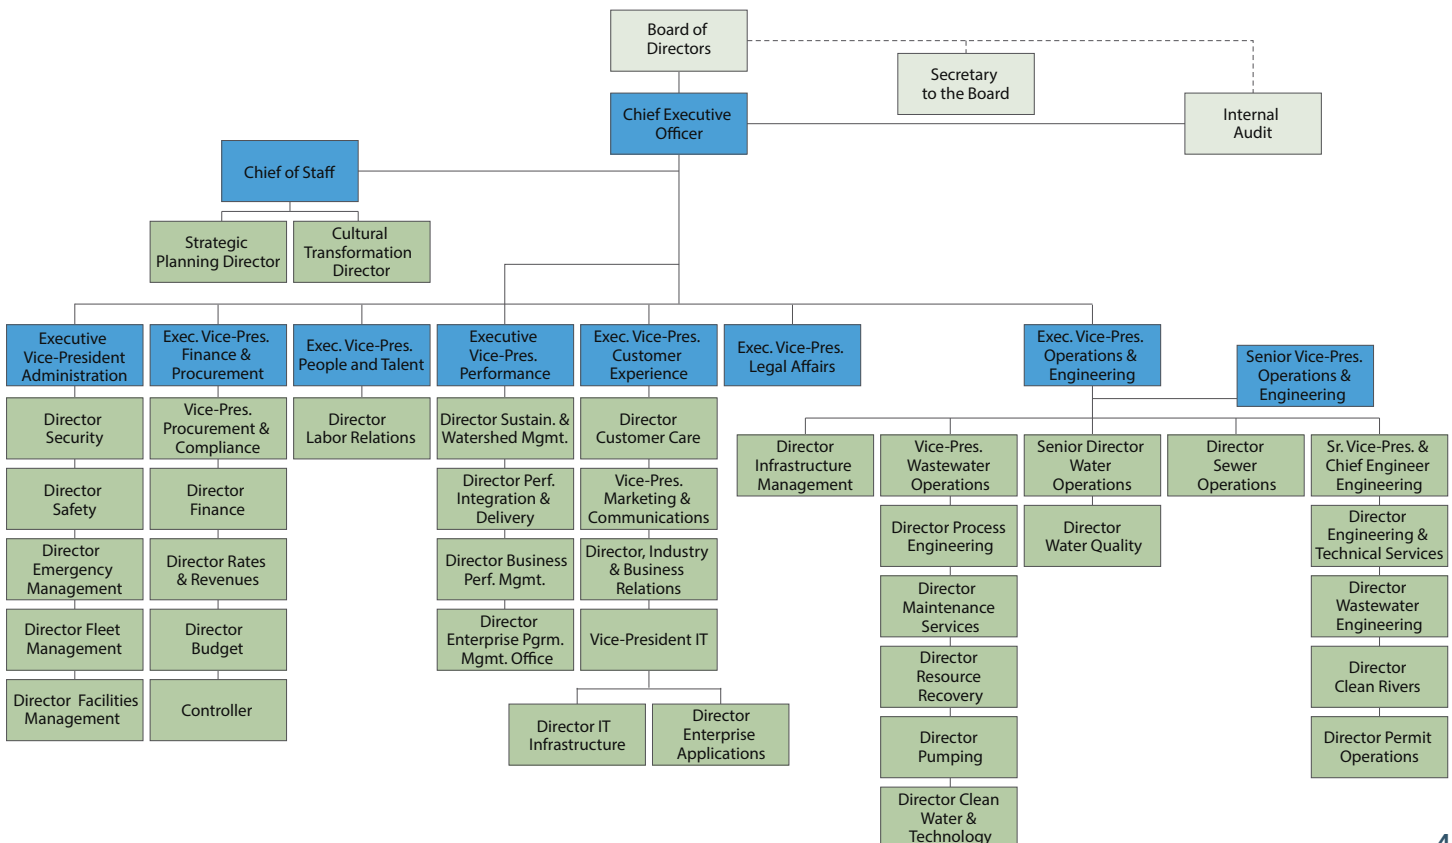 Board of
Directors
Secretary
to the Board
Chief Executive
Officer
Internal
Audit
Chief of Staff
Strategic
Planning Director
Cultural
Transformation
Director
Executive
Vice-President
Administration
Director
Security
Director
Safety
Director
Emergency
Management
Director Fleet
Management
Director Facilities
Management
Exec. Vice-Pres.
Finance &
Procurement
Vice-Pres.
Procurement &
Compliance
Director
Finance
Director Rates
& Revenues
Director
Budget
Controller
Exec. Vice-Pres.
People and Talent
Director
Labor Relations
Executive
Vice-Pres.
Performance
Director Sustain. &
Watershed Mgmt.
Director Perf.
Integration &
Delivery
Director Business
Perf. Mgmt.
Director
Enterprise Pgrm.
Mgmt. Office
Exec. Vice-Pres.
Customer
Experience
Director
Customer Care
Vice-Pres.
Marketing &
Communications
Director, Industry
& Business
Relations
Vice-President IT
Director IT
Infrastructure
Director
Enterprise
Applications
Exec. Vice-Pres.
Legal Affairs
Exec. Vice-Pres.
Operations &
Engineering
Senior Vice-Pres.
Operations &
Engineering
Director
Infrastructure
Management
Vice-Pres.
Wastewater
Operations
Director Process
Engineering
Director
Maintenance
Services
Director
Resource
Recovery
Director
Pumping
Director Clean
Water &
Technology
Senior Director
Water
Operations
Director
Water Quality
Director
Sewer
Operations
Sr. Vice-Pres. &
Chief Engineer
Engineering
Director
Engineering &
Technical Services
Director
Wastewater
Engineering
Director
Clean Rivers
Director Permit
Operations
4